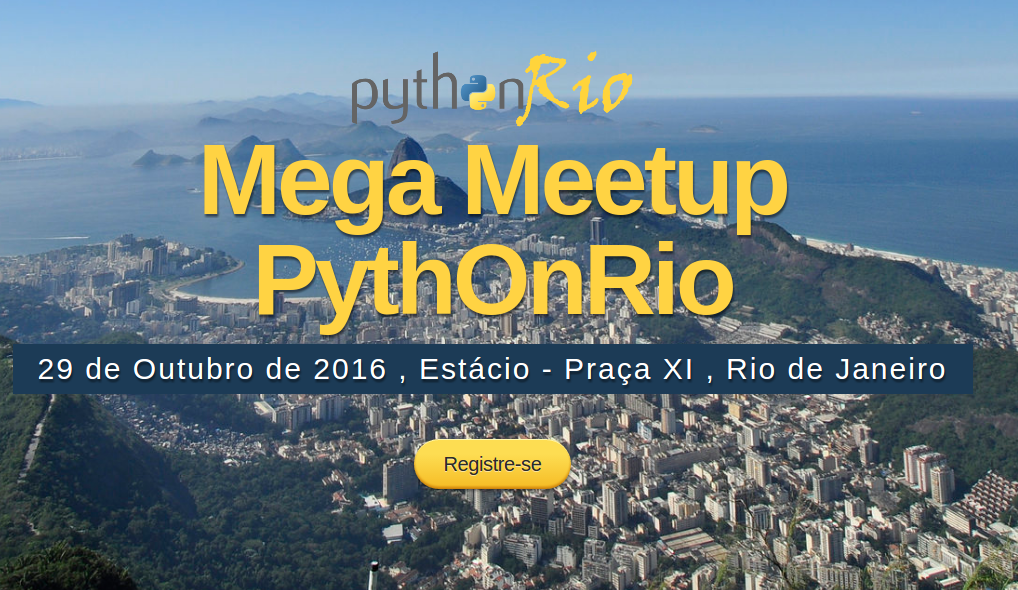 pythonRio
Mega Meetup
PythOnRio
29 de Outubro de 2016 , Estácio - Praça XI , Rio de Janeiro
Registre-se